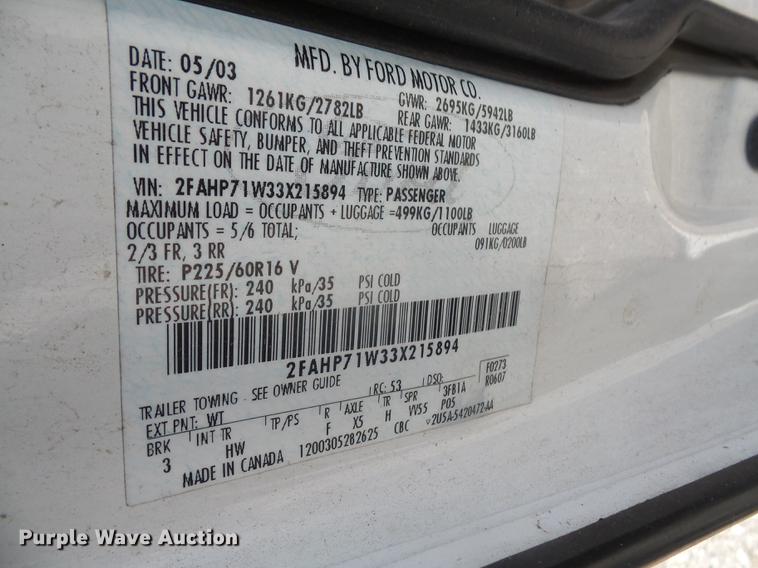 DATE: 05/03 MFD. BY FORD MOTOR CO.
FRONT GAWR: 1261KG/2782LB GVWR: 2695KG/5942LB
REAR GAWR: 1433KG/3160LB
THIS VEHICLE CONFORMS TO ALL APPLICABLE FEDERAL MOTOR
VEHICLE SAFETY, BUMPER, AND THEFT PREVENTION STANDARDS
IN EFFECT ON THE DATE OF MANUFACTURE SHOWN ABOVE.
VIN: 2FAHP71W33X215894 TYPE: PASSENGER
MAXIMUM LOAD = OCCUPANTS + LUGGAGE =499KG/1100LB
OCCUPANTS = 5/6 TOTAL; OCCUPANTS LUGGAGE
2/3 FR, 3 RR 091KG/0200LB
TIRE: P225/60R16 V
PRESSURE(FR): 240 kPa/35 PSI COLD
PRESSURE(RR): 240 kPa/35 PSI COLD
2FAHP71W33X215894
F0273
R0607
TRAILER TOWING - SEE OWNER GUIDE RC: 53 DSO:
EXT PNT: WT 3FB1A
BRK INT TR TP/PS R AXLE TR SPR P05
3 HW F X5 H VV55 V2U5A-5420472-AA
MADE IN CANADA 1200305282625 CBC
Purple Wave Auction